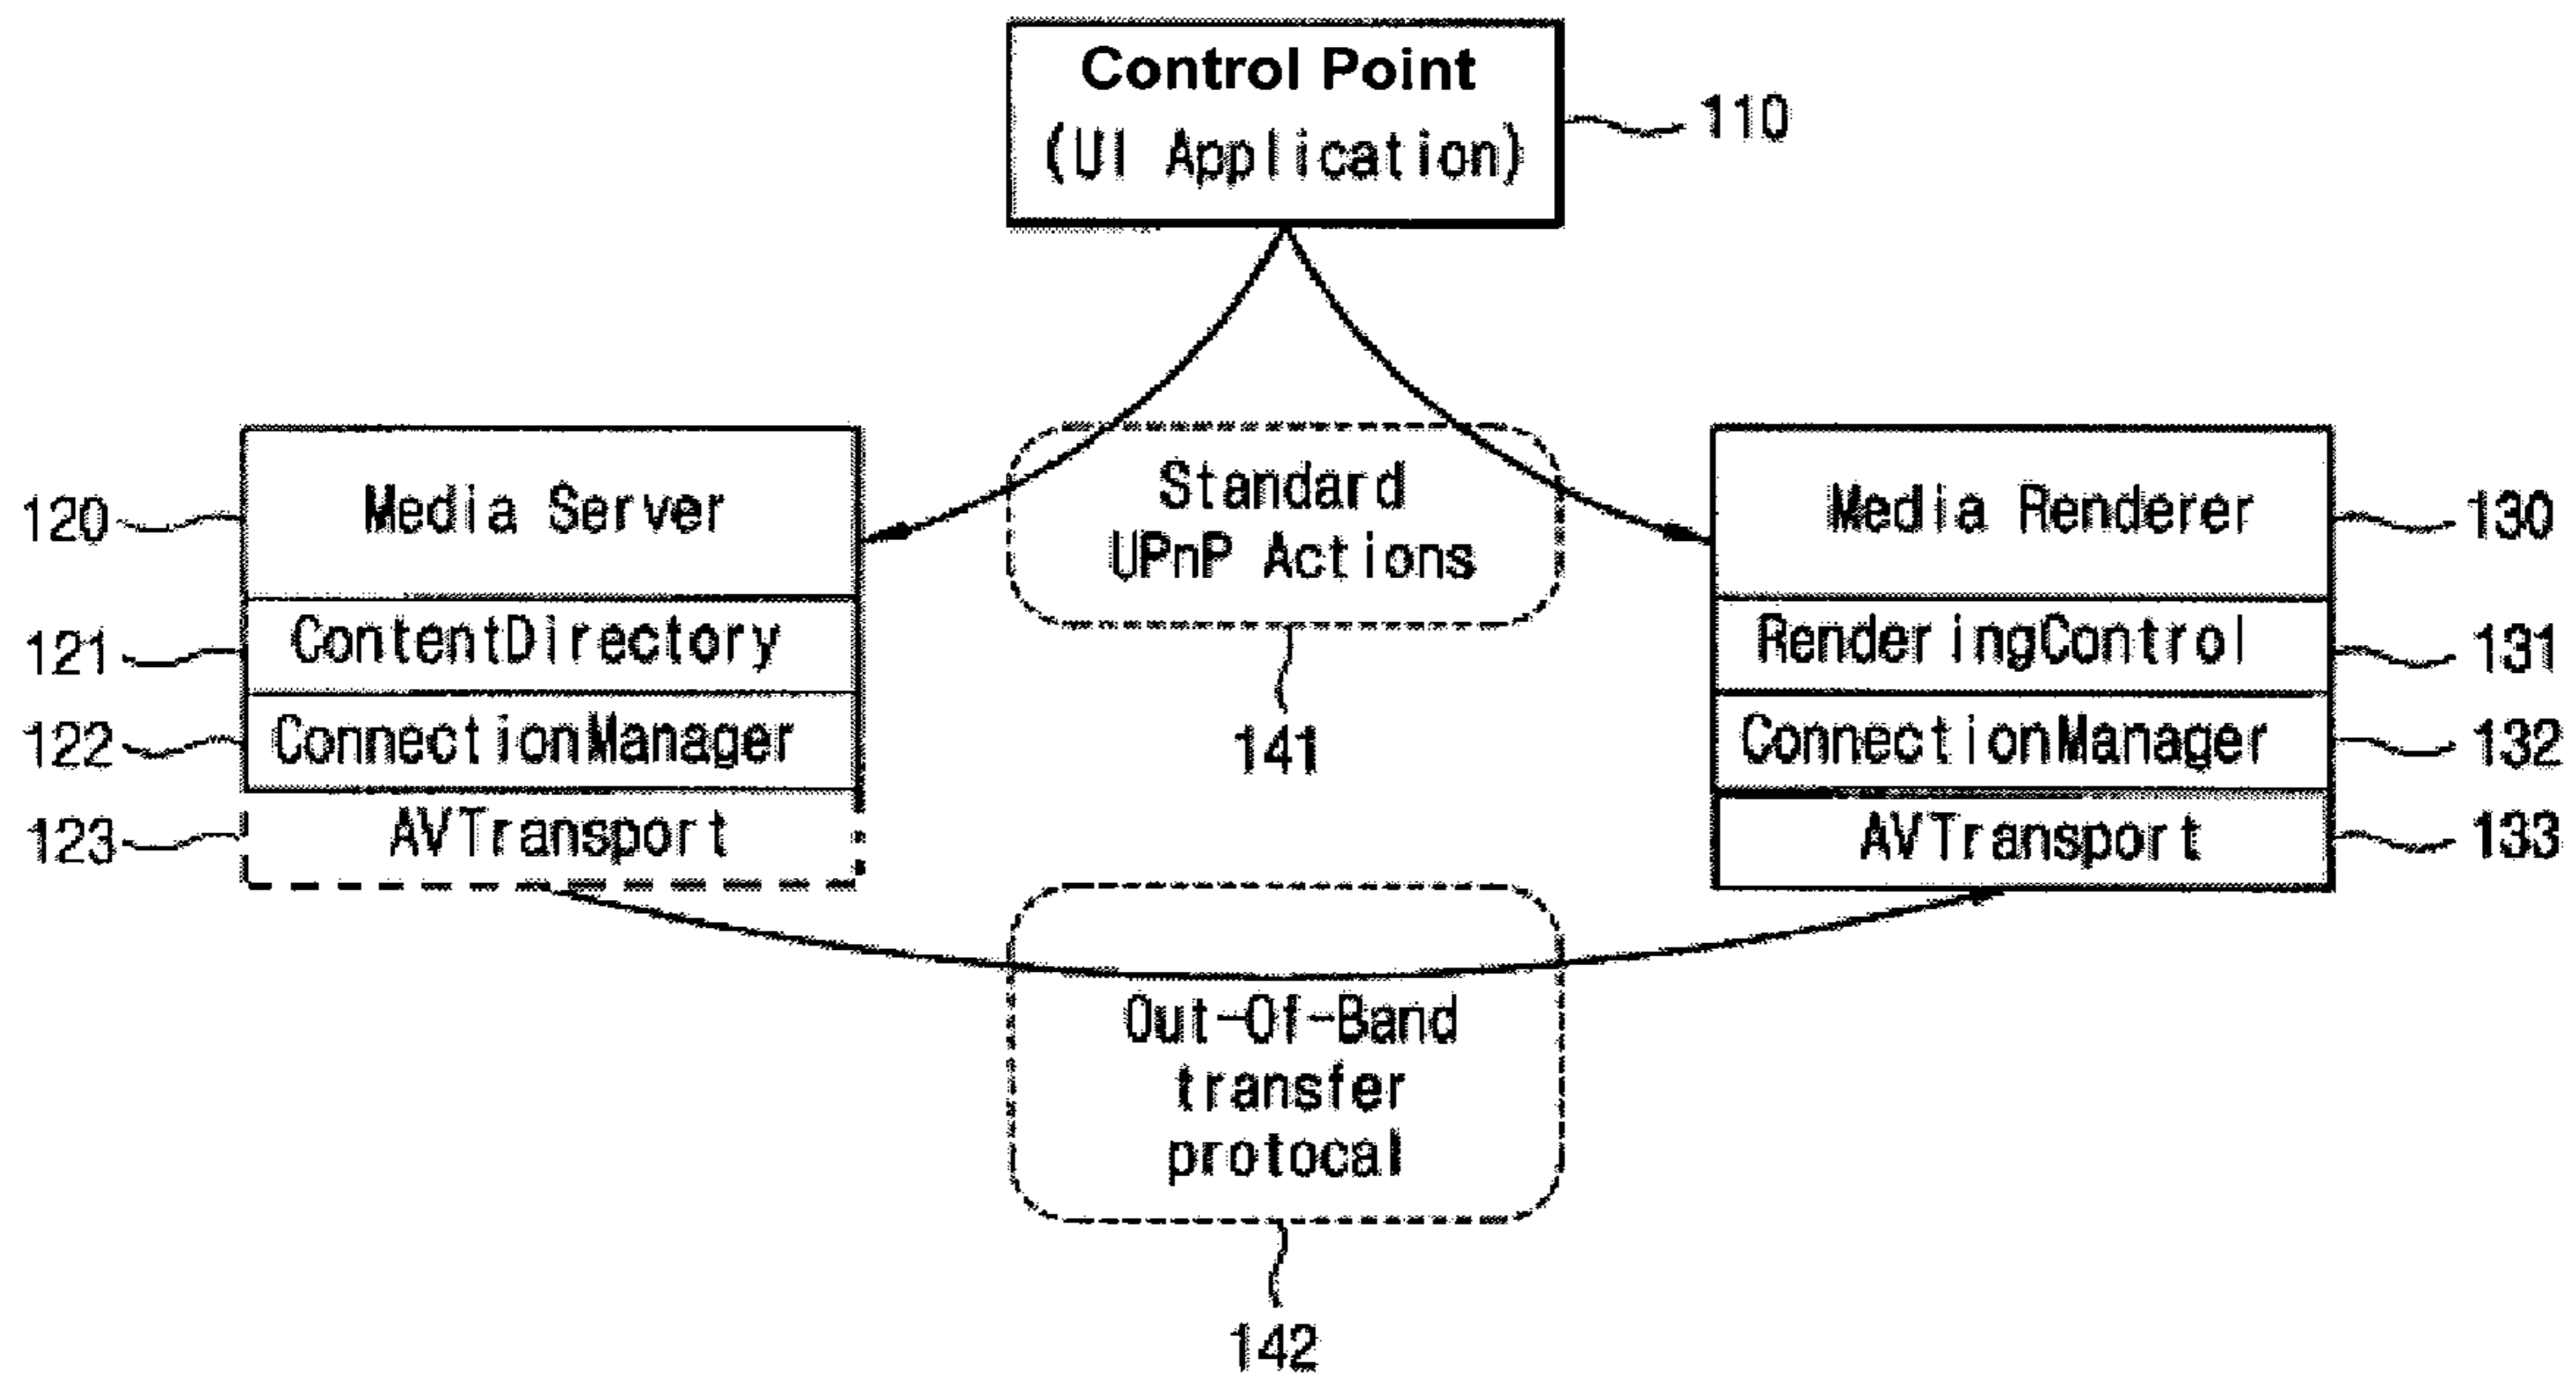 Control Point
(UI Application)
110
120
Media Server
Standard
UPnP Actions
Media Renderer
130
121
ContentDirectory
RenderingControl
131
122
ConnectionManager
141
ConnectionManager
132
123
AVTransport
AVTransport
133
Out-Of-Band
transfer
protocal
142